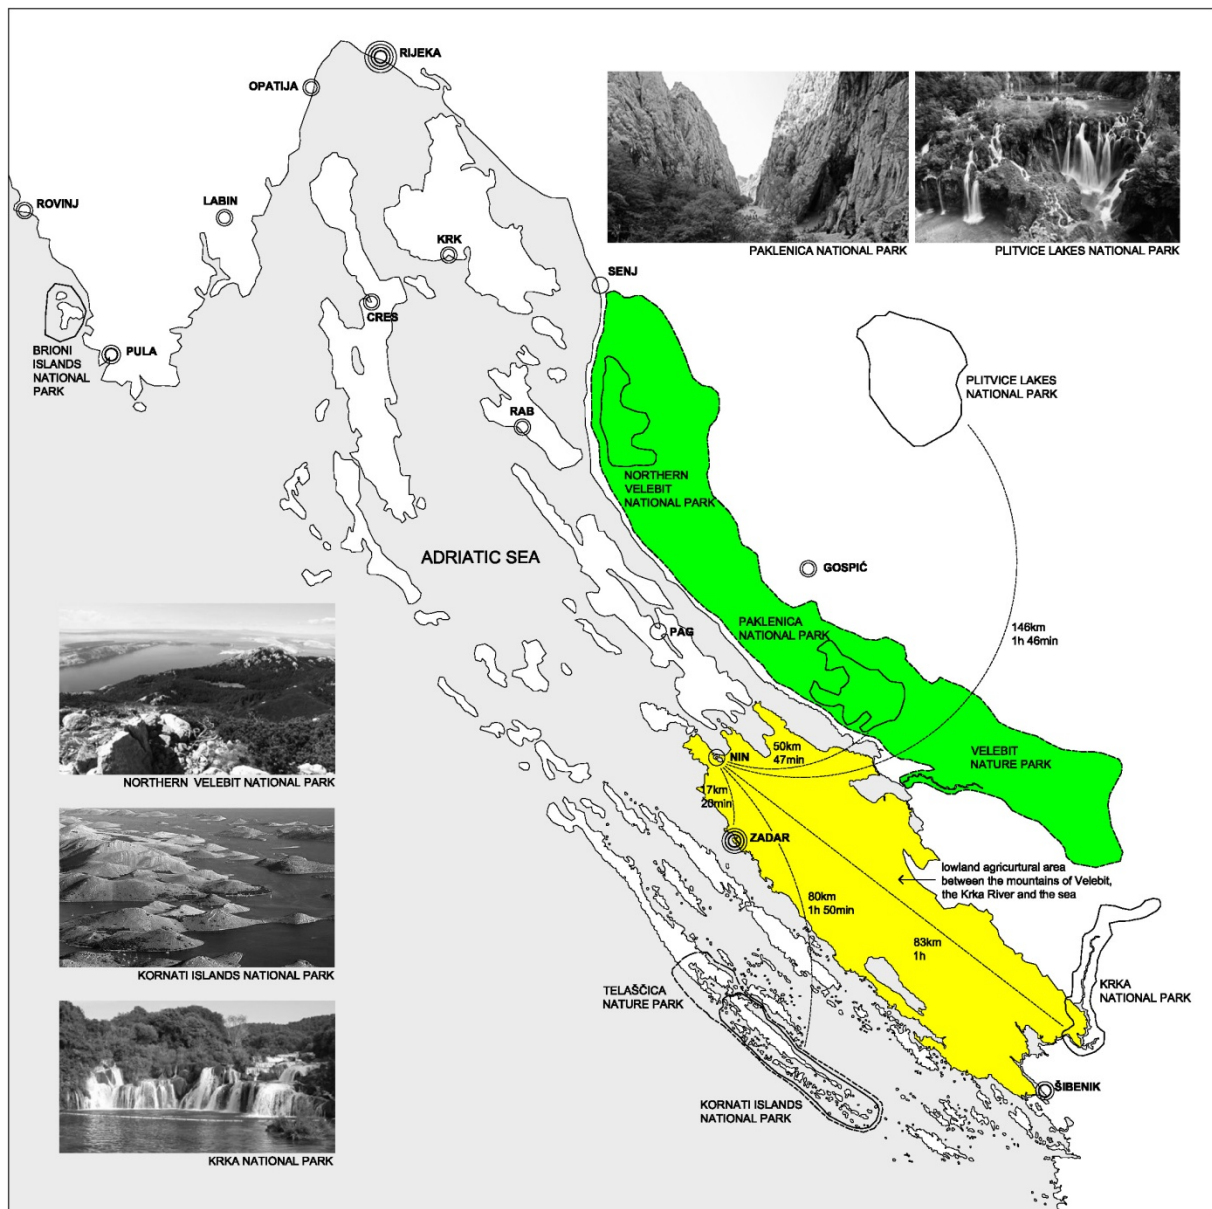 RIJEKA
OPATIJA
ROVINJ
LABIN
KRK
SENJ
CRES
BRIONI
ISLANDS
NATIONAL
PARK
PULA
RAB
PAKLENICA NATIONAL PARK
PLITVICE LAKES NATIONAL PARK
PLITVICE LAKES
NATIONAL PARK
NORTHERN
VELEBIT
NATIONAL PARK
ADRIATIC SEA
GOSPIĆ
PAG
PAKLENICA
NATIONAL PARK
146km
1h 46min
NORTHERN VELEBIT NATIONAL PARK
NIN
50km
47min
VELEBIT
NATURE PARK
17km
20min
ZADAR
lowland agricurtural area
between the mountains of Velebit,
the Krka River and the sea
80km
1h 50min
83km
1h
KORNATI ISLANDS NATIONAL PARK
TELAŠČICA
NATURE PARK
KRKA
NATIONAL PARK
ŠIBENIK
KORNATI ISLANDS
NATIONAL PARK
KRKA NATIONAL PARK